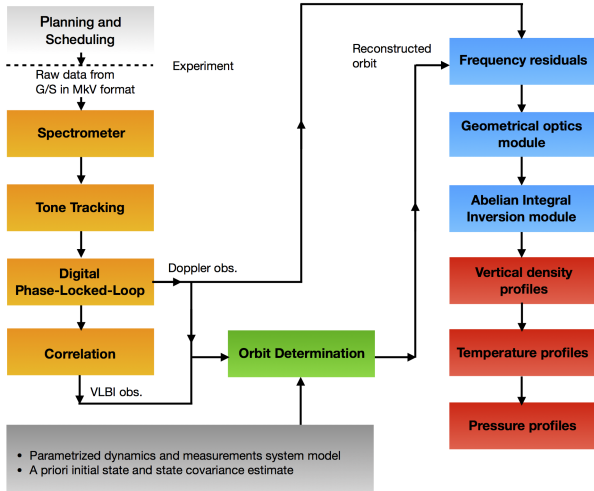 Planning and
Scheduling
Experiment
Raw data from
G/S in MkV format
Spectrometer
Tone Tracking
Digital
Phase-Locked-Loop
Doppler obs.
Correlation
VLBI obs.
Orbit Determination
• Parametrized dynamics and measurements system model
• A priori initial state and state covariance estimate
Reconstructed
orbit
Frequency residuals
Geometrical optics
module
Abelian Integral
Inversion module
Vertical density
profiles
Temperature profiles
Pressure profiles